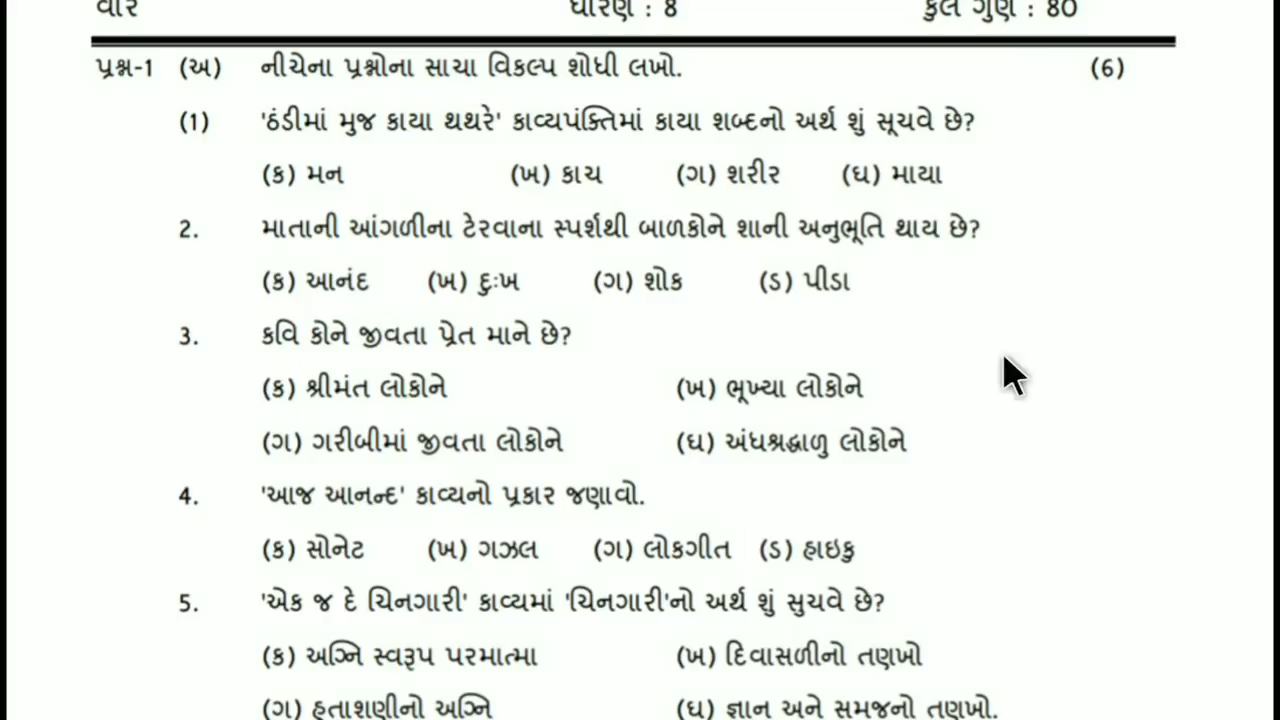 વાર ધોરણ : 8 કુલ ગુણ : 80
પ્રશ્ન-1 (અ) નીચેના પ્રશ્નોના સાચા વિકલ્પ શોધી લખો. (6)
(1) 'ઠંડીમાં મુજ કાયા થથરે' કાવ્યપંક્તિમાં કાયા શબ્દનો અર્થ શું સૂચવે છે?
(ક) મન (ખ) કાચ (ગ) શરીર (ઘ) માયા
2. માતાની આંગળીના ટેરવાના સ્પર્શથી બાળકોને શાની અનુભૂતિ થાય છે?
(ક) આનંદ (ખ) દુઃખ (ગ) શોક (ડ) પીડા
3. કવિ કોને જીવતા પ્રેત માને છે?
(ક) શ્રીમંત લોકોને (ખ) ભૂખ્યા લોકોને
(ગ) ગરીબીમાં જીવતા લોકોને (ઘ) અંધશ્રદ્ધાળુ લોકોને
4. 'આજ આનન્દ' કાવ્યનો પ્રકાર જણાવો.
(ક) સોનેટ (ખ) ગઝલ (ગ) લોકગીત (ડ) હાઇકુ
5. 'એક જ દે ચિનગારી' કાવ્યમાં 'ચિનગારી'નો અર્થ શું સુચવે છે?
(ક) અગ્નિ સ્વરૂપ પરમાત્મા (ખ) દિવાસળીનો તણખો
(ગ) હુતાશણીનો અગ્નિ (ઘ) જ્ઞાન અને સમજનો તણખો.